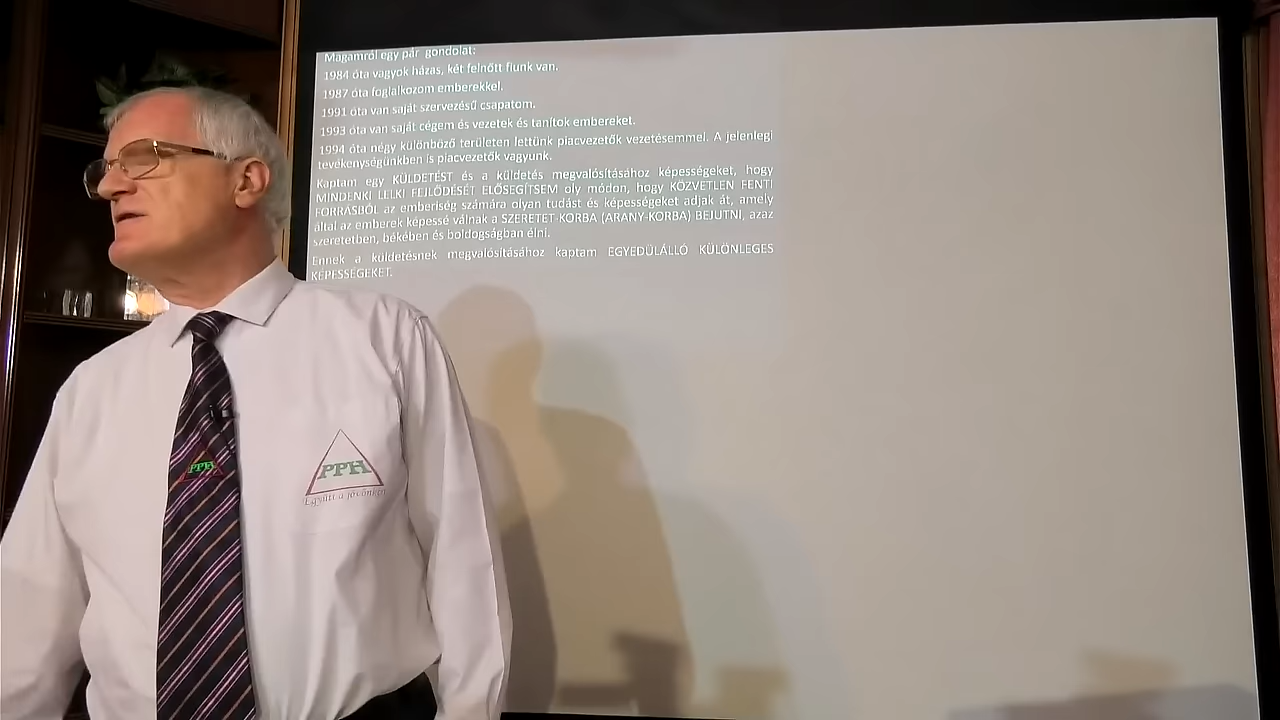 Magamról egy pár gondolat:
1984 óta vagyok házas, két felnőtt fiunk van.
1987 óta foglalkozom emberekkel.
1991 óta van saját szervezésű csapatom.
1993 óta van saját cégem és vezetek és tanítok embereket.
1994 óta négy különböző területen lettünk piacvezetők vezetésemmel. A jelenlegi
tevékenységünkben is piacvezetők vagyunk.
Kaptam egy KÜLDETÉST és a küldetés megvalósításához képességeket, hogy
MINDENKI LELKI FEJLŐDÉSÉT ELŐSEGÍTSEM oly módon, hogy KÖZVETLEN FENTI
FORRÁSBÓL az emberiség számára olyan tudást és képességeket adjak át, amely
által az emberek képessé válnak a SZERETET-KORBA (ARANY-KORBA) BEJUTNI, azaz
szeretetben, békében és boldogságban élni.
Ennek a küldetésnek megvalósításához kaptam EGYEDÜLÁLLÓ KÜLÖNLEGES
KÉPESSÉGEKET.
PPH
PPH
Együtt a jövőnkért